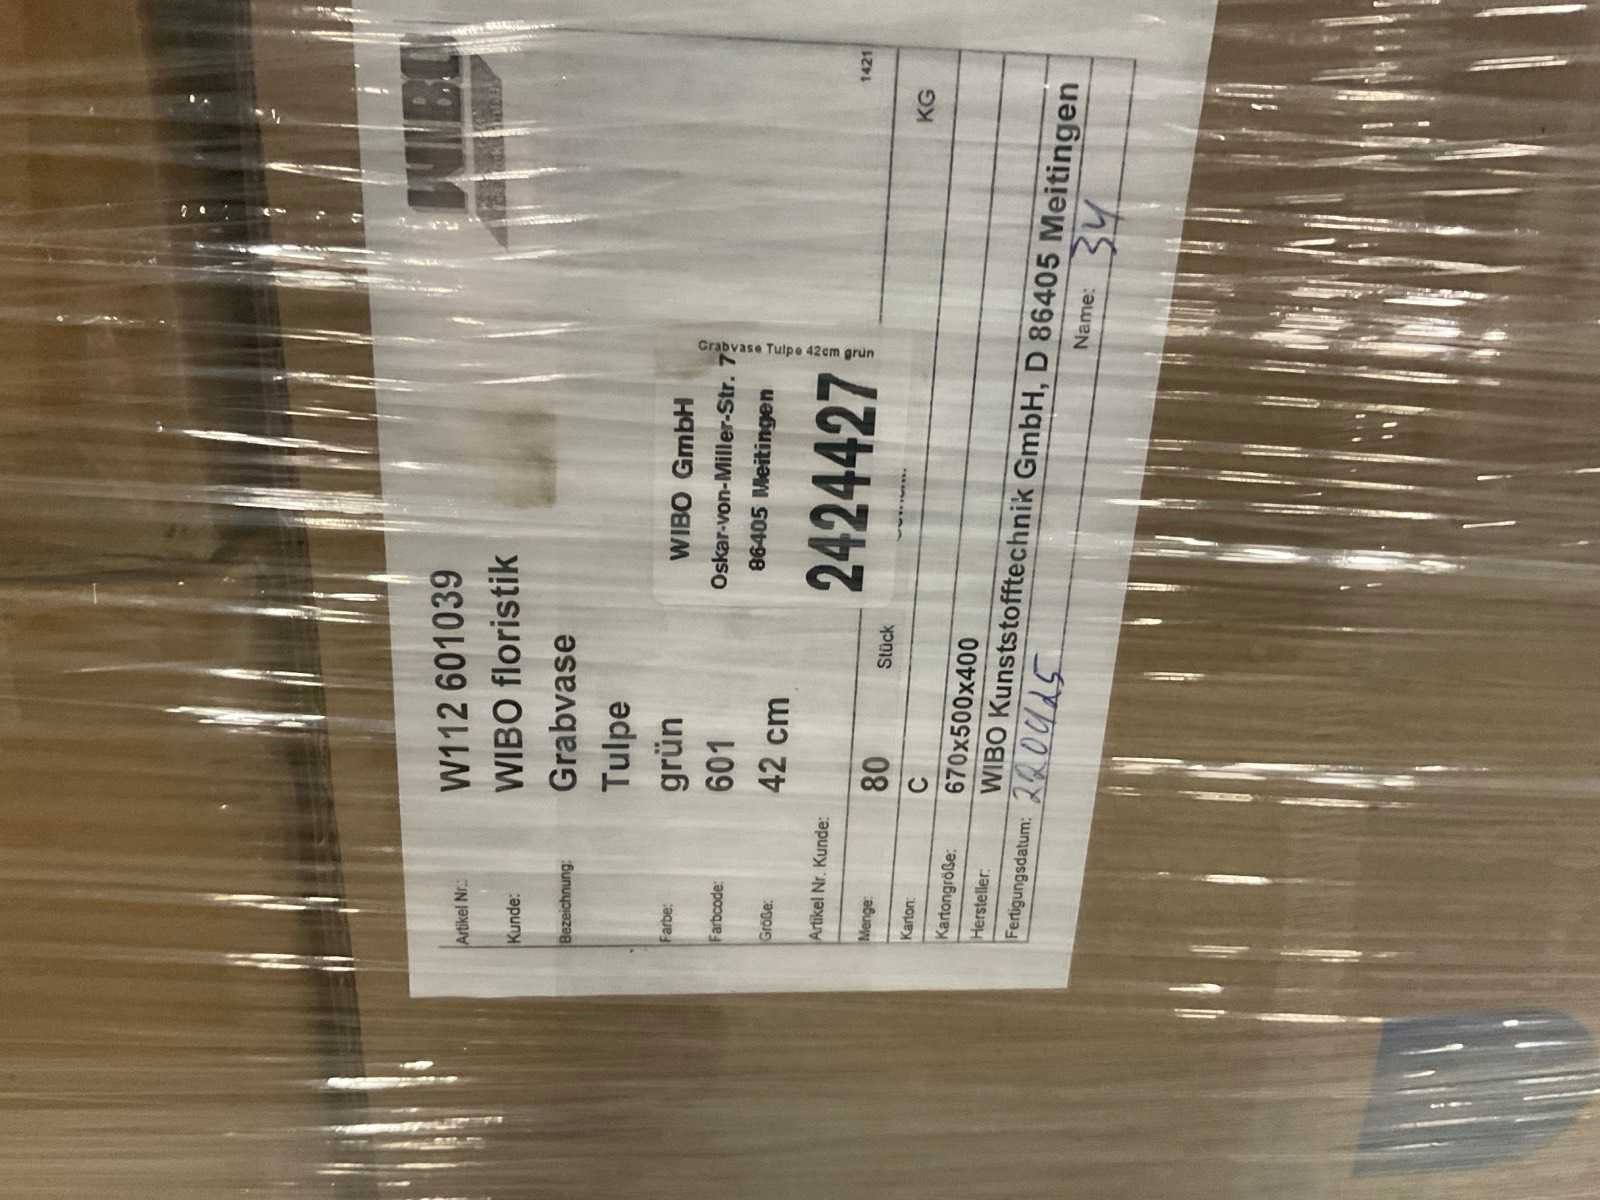 WIBO
Artikel Nr.: W112 601039
Kunde: WIBO floristik
Bezeichnung: Grabvase
Tulpe
Farbe: grün
Farbcode: 601
Größe: 42 cm
Artikel Nr. Kunde:
1421
WIBO GmbH
Oskar-von-Miller-Str. 7
86405 Meitingen
2424427
Grabvase Tulpe 42cm grün
Menge: 80 Stück
Karton: C KG
Kartongröße: 670x500x400
Hersteller: WIBO Kunststofftechnik GmbH, D 86405 Meitingen
Fertigungsdatum: 220425 Name: 34